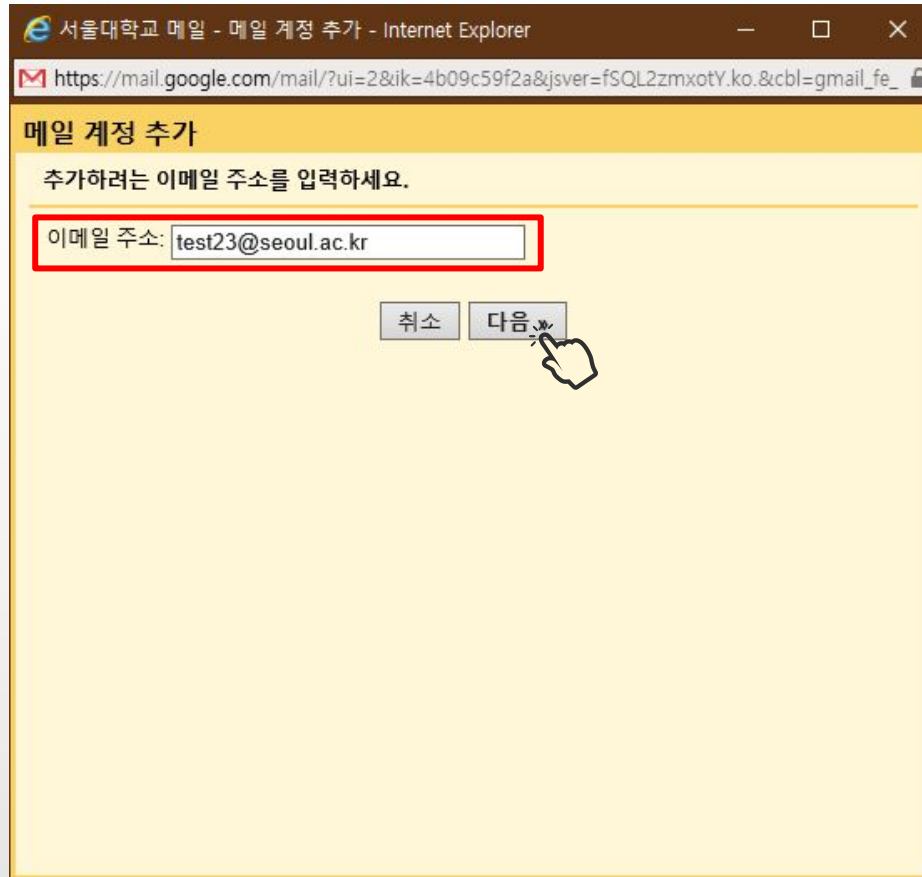 서울대학교 메일 - 메일 계정 추가 - Internet Explorer
https://mail.google.com/mail/?ui=2&ik=4b09c59f2a&jsver=fSQL2zmxotY.ko.&cbl=gmail_fe_
메일 계정 추가
추가하려는 이메일 주소를 입력하세요.
이메일 주소: test23@seoul.ac.kr
취소 다음 »